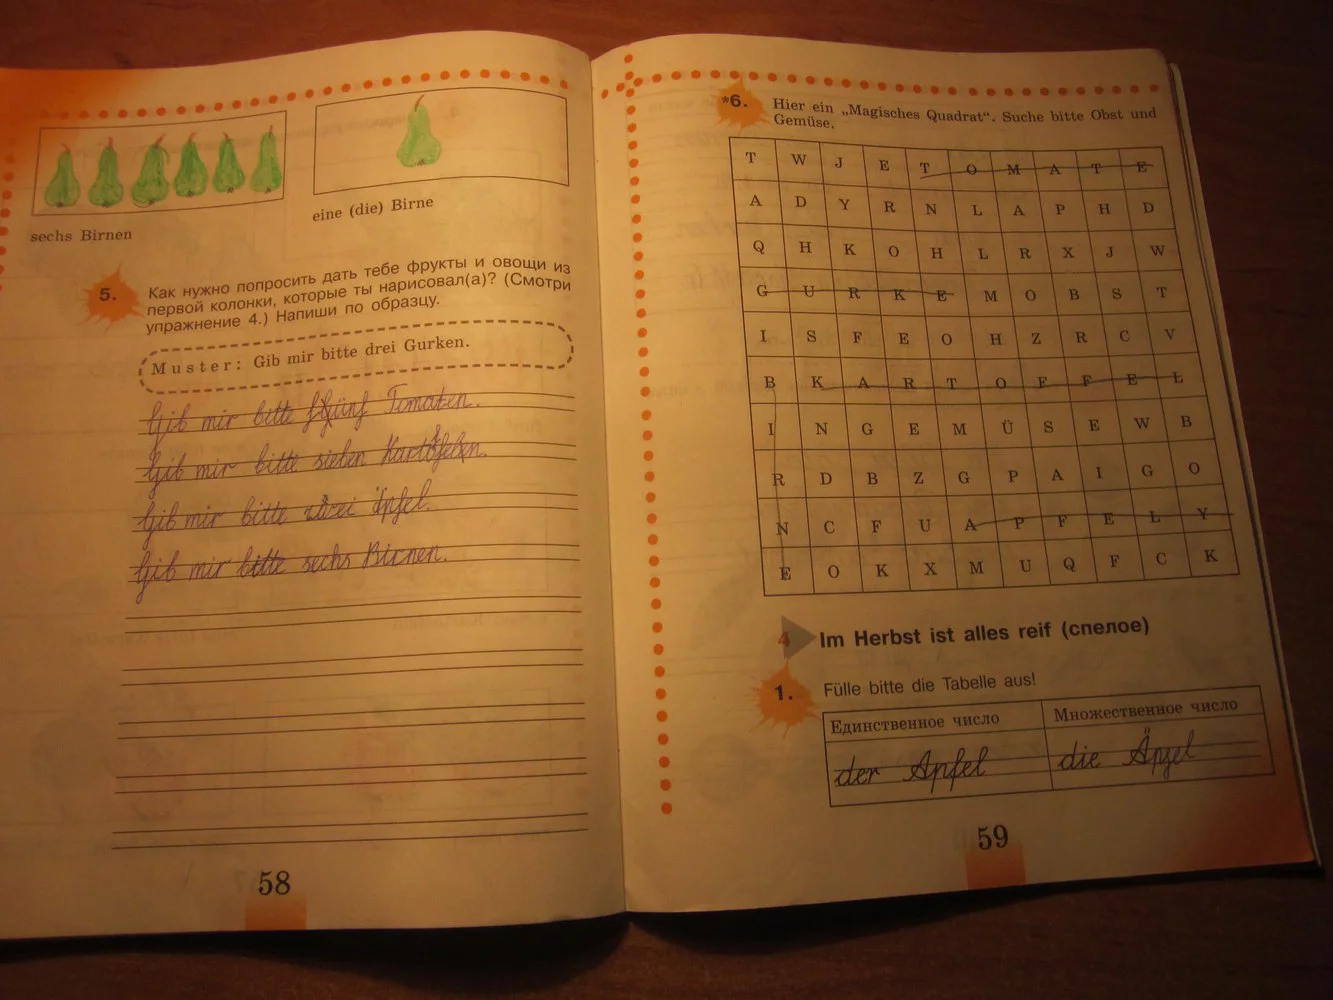 sechs Birnen
eine (die) Birne
5.
Как нужно попросить дать тебе фрукты и овощи из
первой колонки, которые ты нарисовал(а)? (Смотри
упражнение 4.) Напиши по образцу.
Muster: Gib mir bitte drei Gurken.
Gib mir bitte fünf Tomaten.
Gib mir bitte sieben
Gib mir bitte Äpfel.
Gib mir bitte sechs Birnen.
58
*6.
Hier ein „Magisches Quadrat“. Suche bitte Obst und
Gemüse.
T W J E T O M A T E
A D Y R N L A P H D
Q H K O H L R X J W
G U R K E M O B S T
I S F E O H Z R C V
B K A R T O F F E L
I N G E M Ü S E W B
R D B Z G P A I G O
N C F U A P F E L Y
E O K X M U Q F C K
4 Im Herbst ist alles reif (спелое)
1.
Fülle bitte die Tabelle aus!
Единственное число Множественное число
der Apfel die Äpfel
59